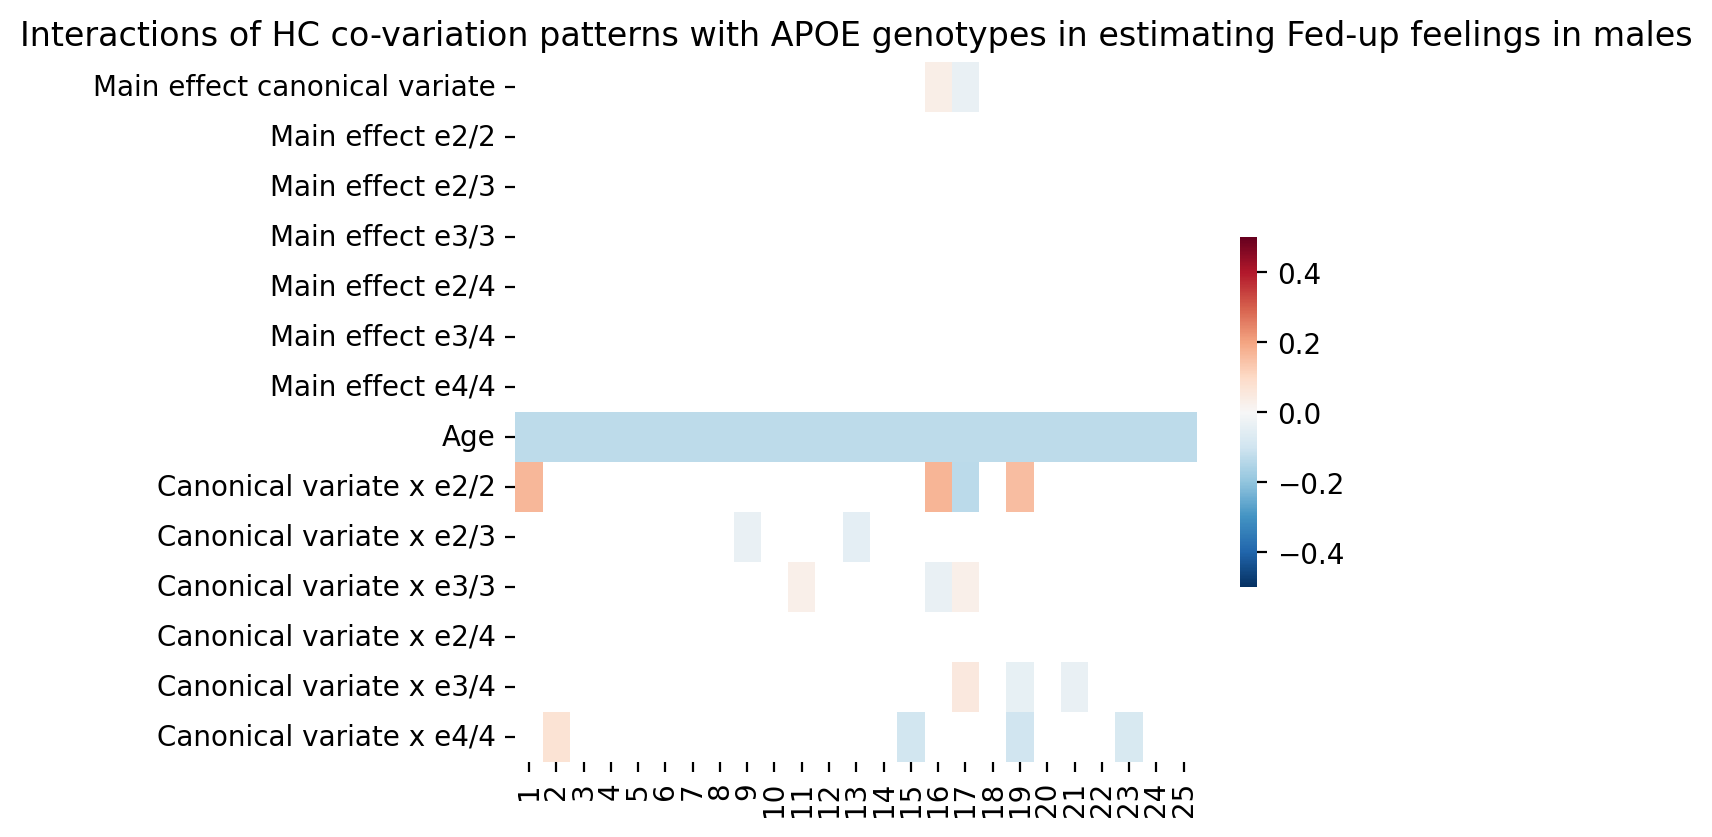 Interactions of HC co-variation patterns with APOE genotypes in estimating Fed-up feelings in males
Main effect canonical variate
Main effect e2/2
Main effect e2/3
Main effect e3/3
Main effect e2/4
Main effect e3/4
Main effect e4/4
Age
Canonical variate x e2/2
Canonical variate x e2/3
Canonical variate x e3/3
Canonical variate x e2/4
Canonical variate x e3/4
Canonical variate x e4/4
1 2 3 4 5 6 7 8 9 10 11 12 13 14 15 16 17 18 19 20 21 22 23 24 25
0.4
0.2
0.0
−0.2
−0.4